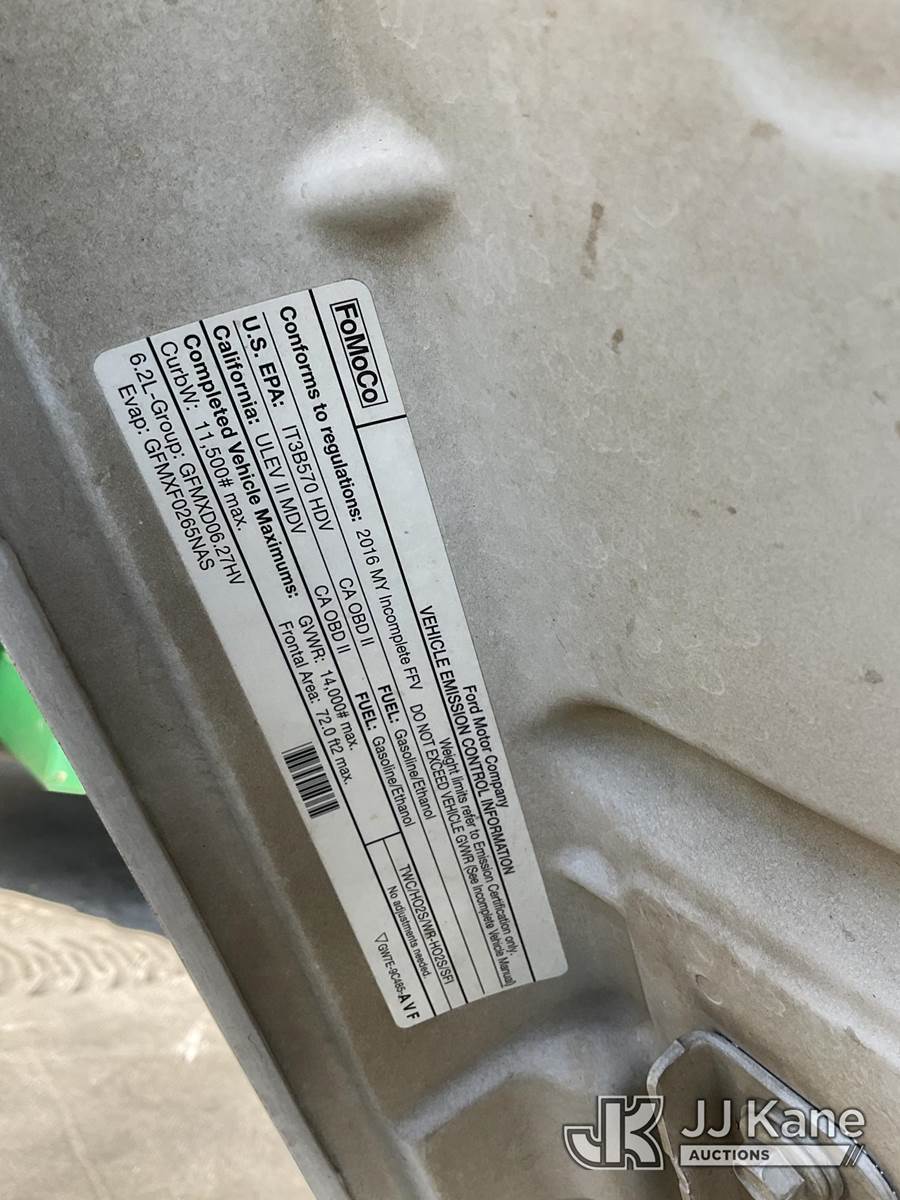 FoMoCo
Ford Motor Company
VEHICLE EMISSION CONTROL INFORMATION
Weight limits refer to Emission Certification only.
Conforms to regulations: 2016 MY Incomplete FFV DO NOT EXCEED VEHICLE GVWR (See Incomplete Vehicle Manual)
U.S. EPA: IT3B570 HDV CA OBD II FUEL: Gasoline/Ethanol
California: ULEV II MDV CA OBD II FUEL: Gasoline/Ethanol
TWC/HO2S/WR-HO2S/SFI
No adjustments needed.
Completed Vehicle Maximums: GVWR: 14,000# max.
CurbW: 11,500# max. Frontal Area: 72.0 ft2 max.
6.2L-Group: GFMXD06.27HV
Evap: GFMXF0265NAS
GW7E-9C485-A V F
JK JJ Kane
AUCTIONS